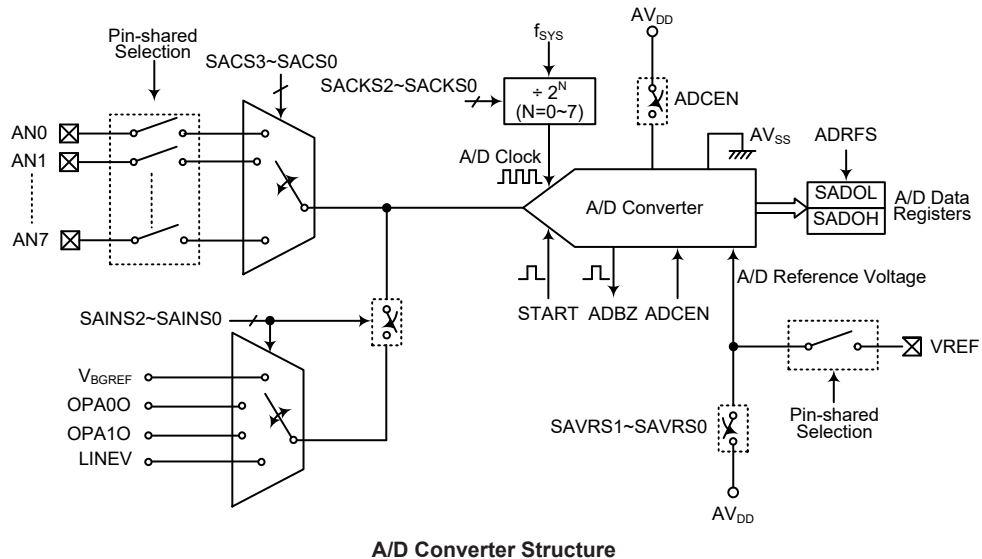 AV_DD
Pin-shared
Selection
f_SYS
SACS3~SACS0
SACKS2~SACKS0
÷ 2^N
(N=0~7)
ADCEN
AN0
AN1
AN7
A/D Clock
AV_SS
ADRFS
A/D Converter
SADOL
SADOH
A/D Data
Registers
START
ADBZ
ADCEN
A/D Reference Voltage
SAINS2~SAINS0
V_BGREF
OPA0O
OPA1O
LINEV
VREF
SAVRS1~SAVRS0
Pin-shared
Selection
AV_DD
A/D Converter Structure